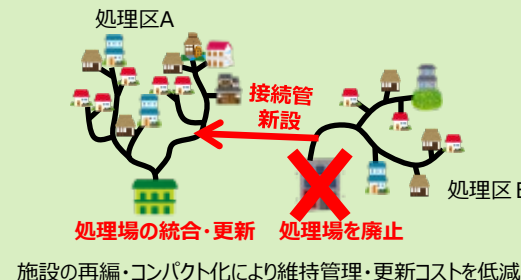 処理区A
接続管
新設
処理区B
処理場の統合・更新 処理場を廃止
施設の再編・コンパクト化により維持管理・更新コストを低減